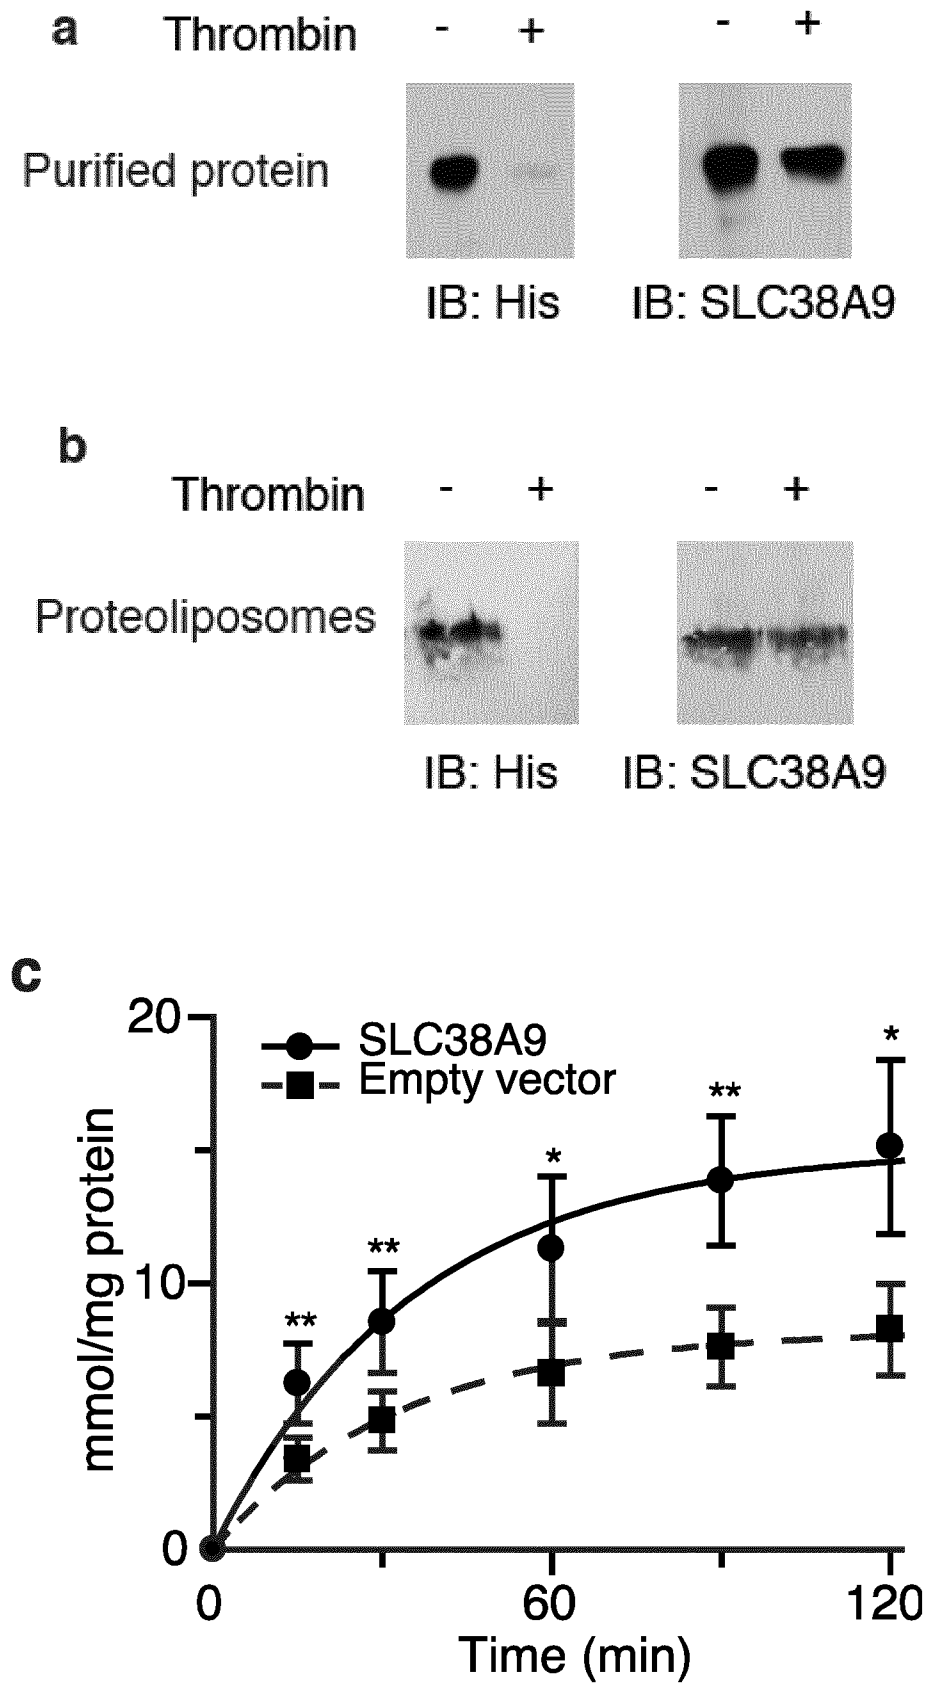 a Thrombin - + - +
Purified protein
IB: His IB: SLC38A9
b
Thrombin - + - +
Proteoliposomes
IB: His IB: SLC38A9
c
20
SLC38A9
Empty vector
10
0
mmol/mg protein
** ** * ** *
0 60 120
Time (min)